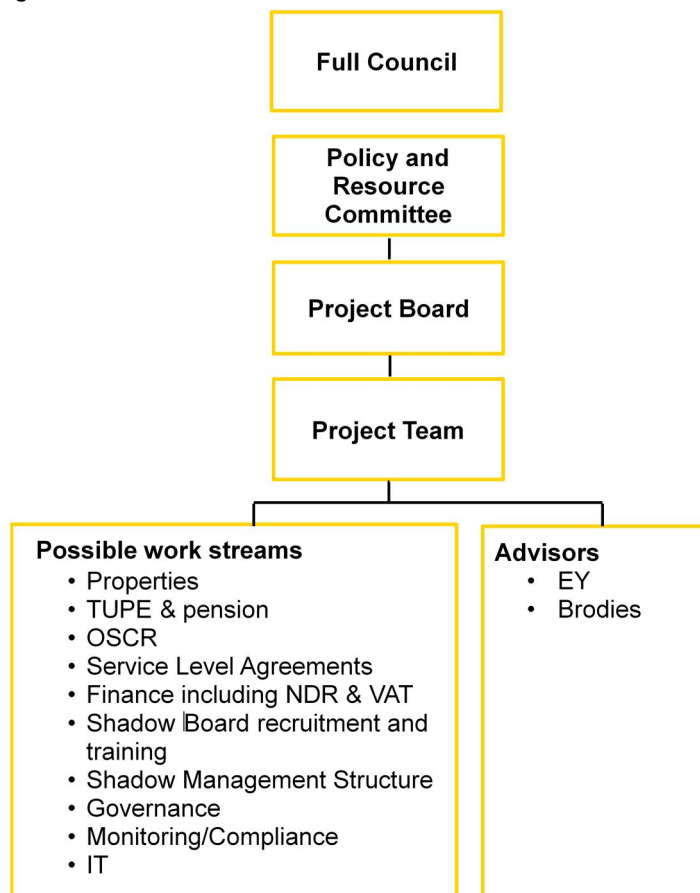 Full Council
Policy and
Resource
Committee
Project Board
Project Team
Possible work streams
• Properties
• TUPE & pension
• OSCR
• Service Level Agreements
• Finance including NDR & VAT
• Shadow Board recruitment and
training
• Shadow Management Structure
• Governance
• Monitoring/Compliance
• IT
Advisors
• EY
• Brodies